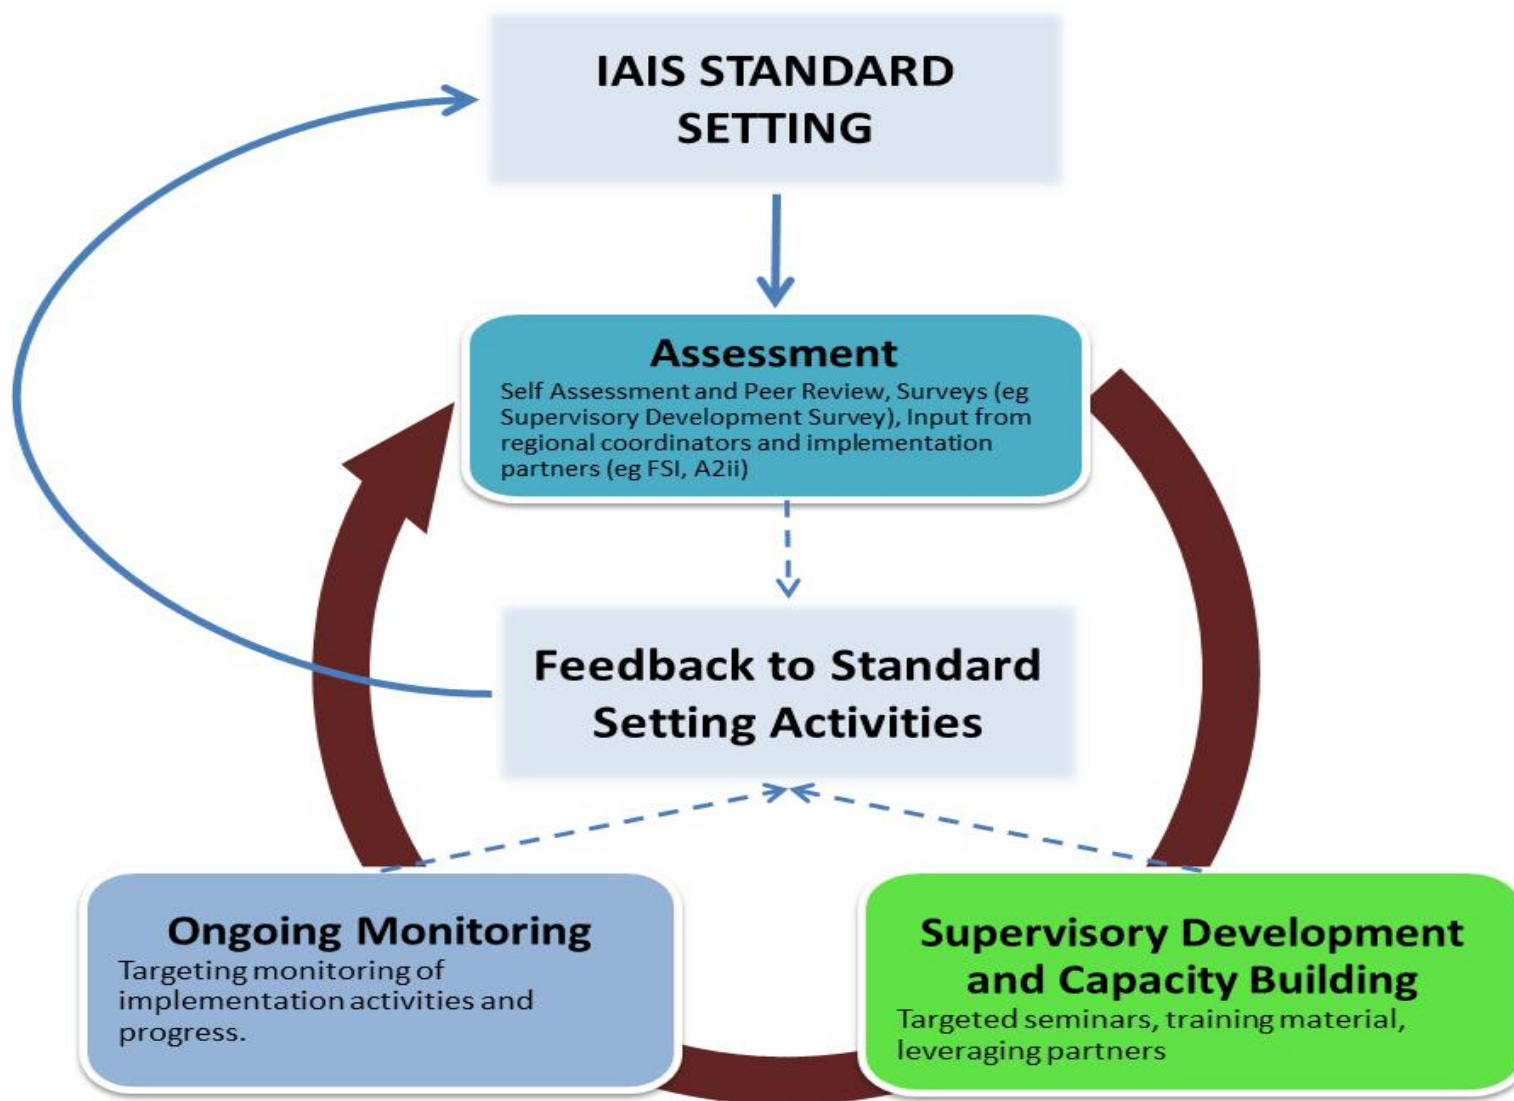 IAIS STANDARD
SETTING
Assessment
Self Assessment and Peer Review, Surveys (eg
Supervisory Development Survey), Input from
regional coordinators and implementation
partners (eg FSI, A2ii)
Feedback to Standard
Setting Activities
Ongoing Monitoring
Targeting monitoring of
implementation activities and
progress.
Supervisory Development
and Capacity Building
Targeted seminars, training material,
leveraging partners